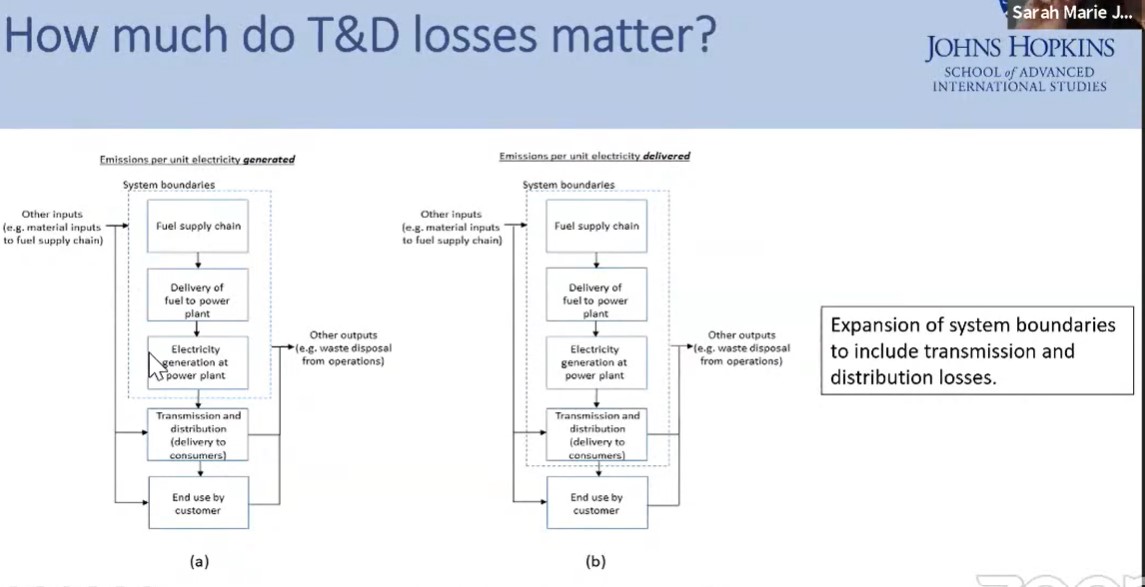 How much do T&D losses matter?
Sarah Marie J...
JOHNS HOPKINS
SCHOOL of ADVANCED
INTERNATIONAL STUDIES
Emissions per unit electricity generated
System boundaries
Other inputs
(e.g. material inputs
to fuel supply chain)
Fuel supply chain
Delivery of
fuel to power
plant
Electricity
generation at
power plant
Other outputs
(e.g. waste disposal
from operations)
Transmission and
distribution
(delivery to
consumers)
End use by
customer
(a)
Emissions per unit electricity delivered
System boundaries
Other inputs
(e.g. material inputs
to fuel supply chain)
Fuel supply chain
Delivery of
fuel to power
plant
Electricity
generation at
power plant
Other outputs
(e.g. waste disposal
from operations)
Transmission and
distribution
(delivery to
consumers)
End use by
customer
(b)
Expansion of system boundaries
to include transmission and
distribution losses.